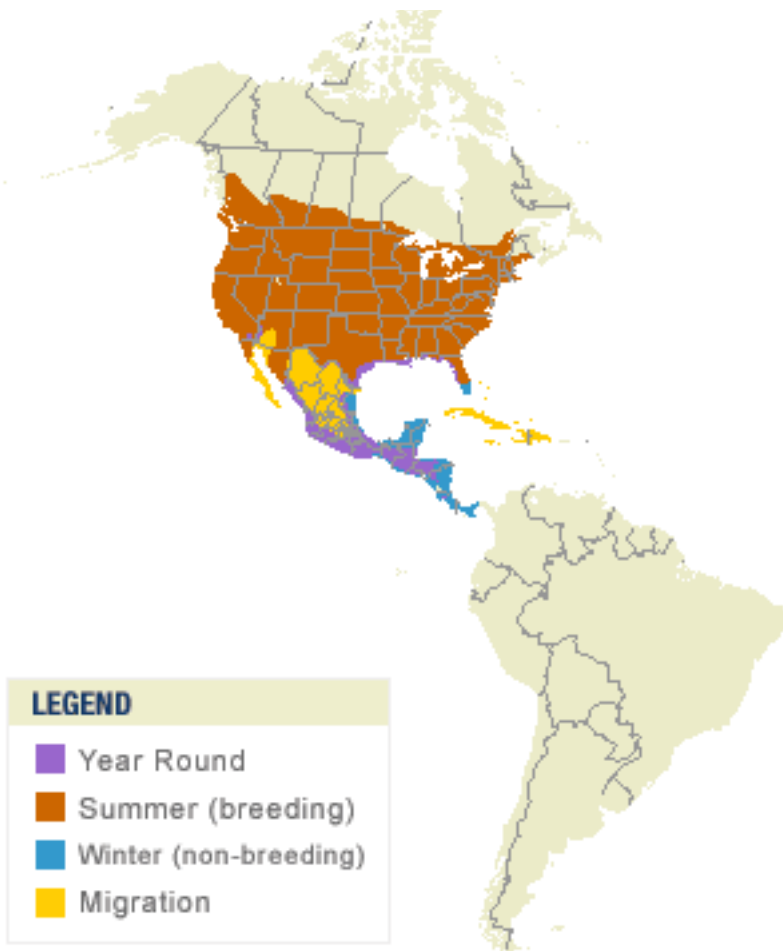 LEGEND
Year Round
Summer (breeding)
Winter (non-breeding)
Migration